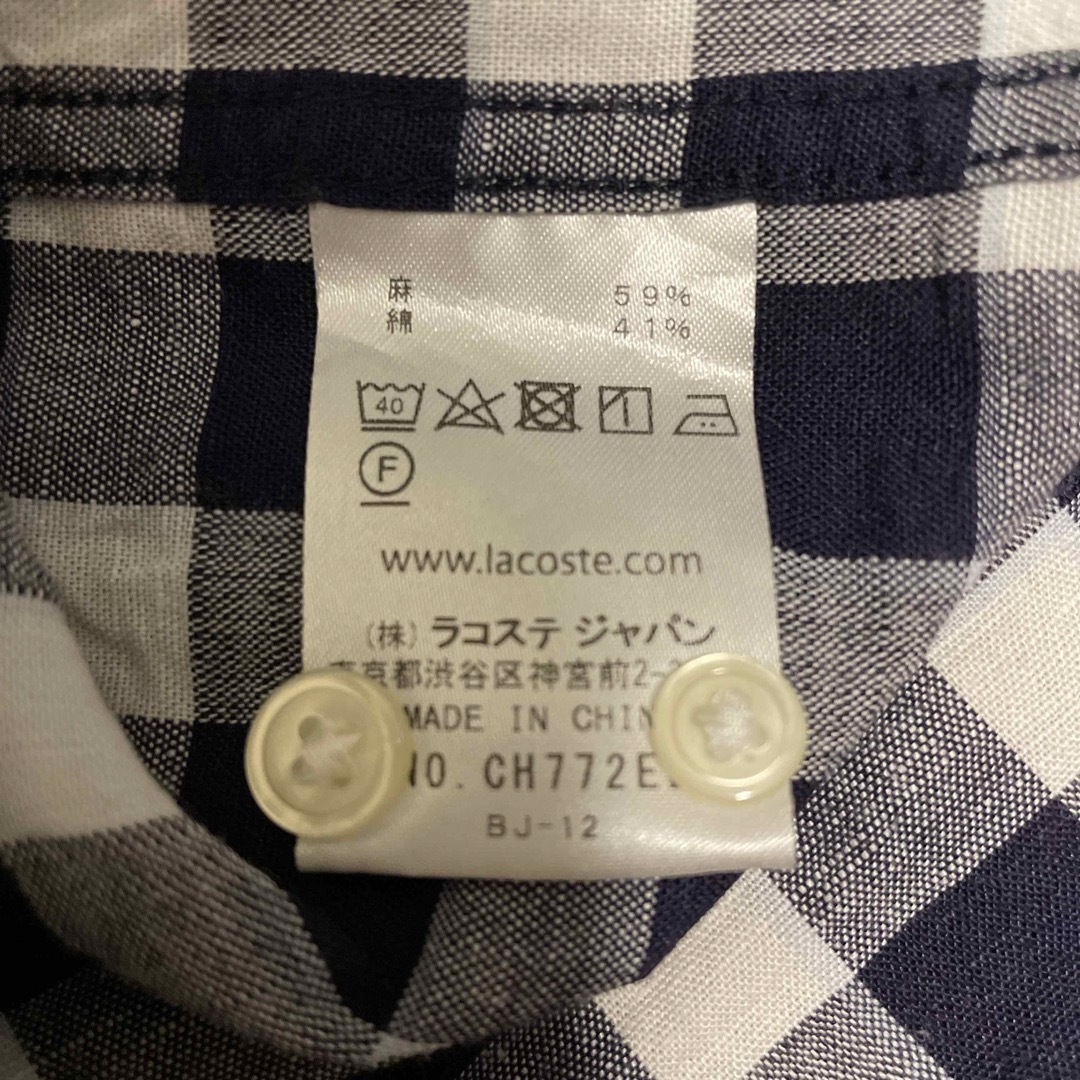 麻 59%
綿 41%
40
F
www.lacoste.com
(株) ラコステ ジャパン
京都渋谷区神宮前2-
MADE IN CHIN
NO. CH772E
BJ-12